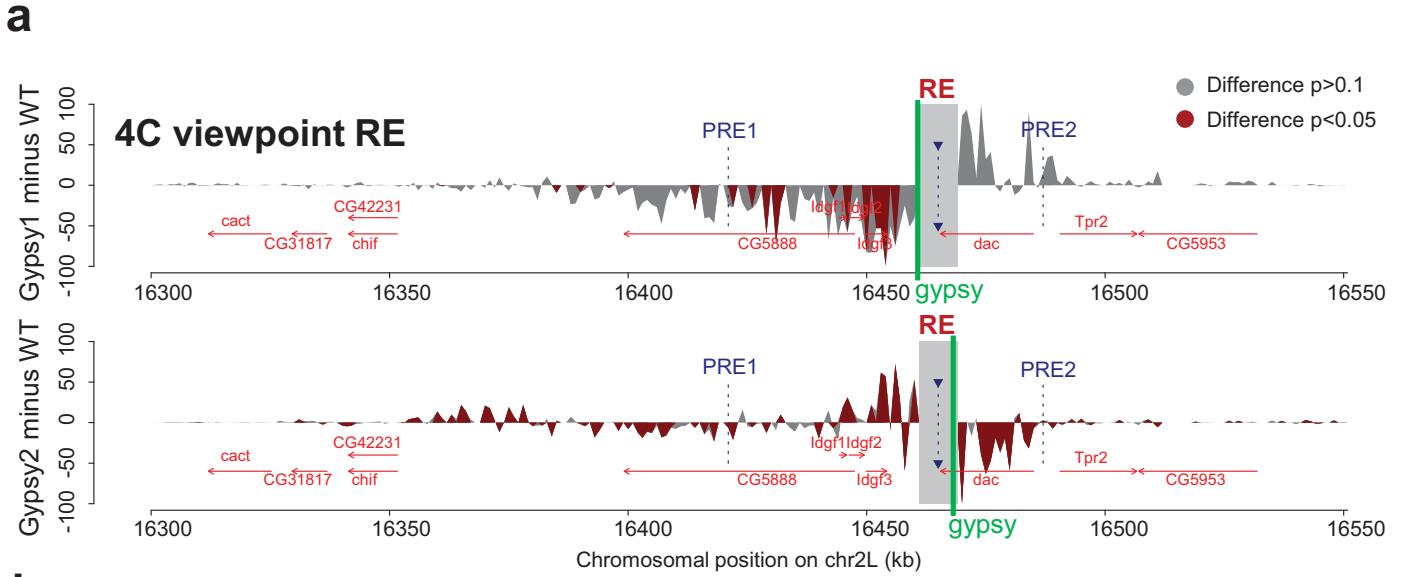 a
RE
Difference p>0.1
Difference p<0.05
4C viewpoint RE
PRE1
PRE2
Gypsy1 minus WT
100
50
0
-50
-100
CG42231
Idgf1 Idgf2
cact
Tpr2
CG31817
chif
CG5888
Idgf3
dac
CG5953
16300
16350
16400
16450
16500
16550
gypsy
RE
PRE1
PRE2
Gypsy2 minus WT
100
50
0
-50
-100
CG42231
Idgf1 Idgf2
cact
Tpr2
CG31817
chif
CG5888
Idgf3
dac
CG5953
16300
16350
16400
16450
16500
16550
gypsy
Chromosomal position on chr2L (kb)